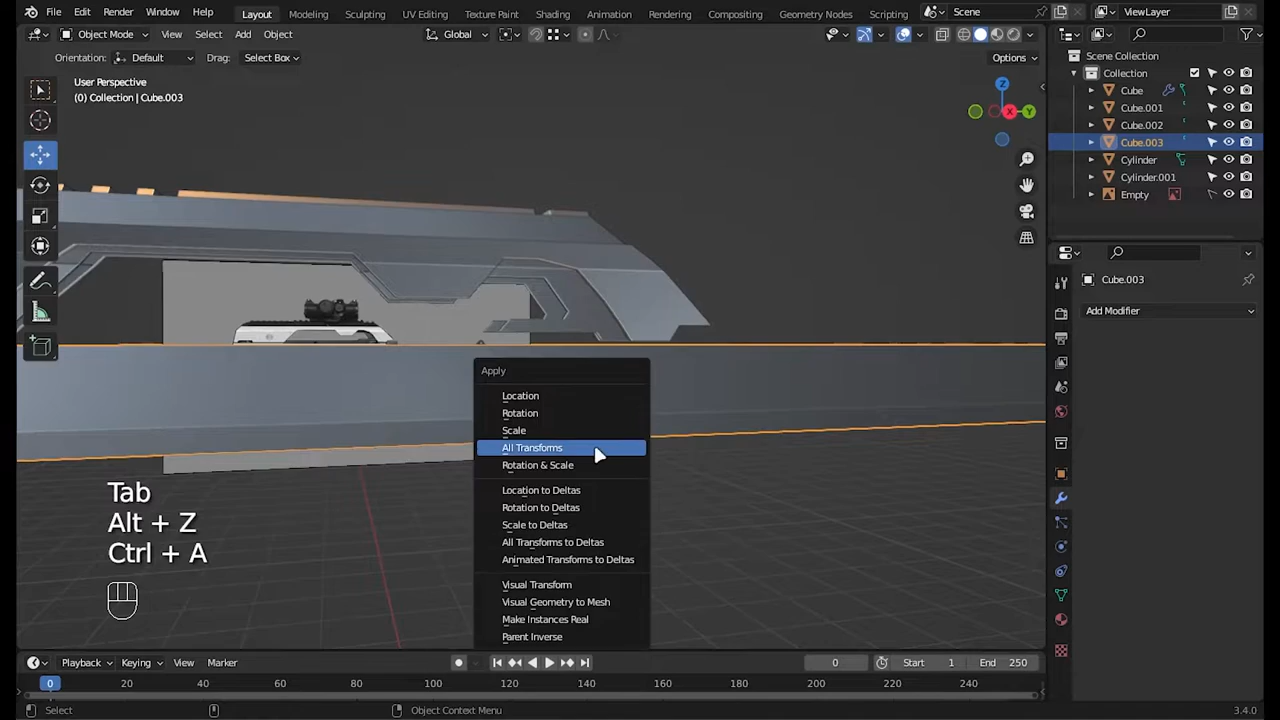 File Edit Render Window Help Layout Modeling Sculpting UV Editing Texture Paint Shading Animation Rendering Compositing Geometry Nodes Scripting Scene ViewLayer
Object Mode View Select Add Object Global
Orientation: Default Drag: Select Box Options
User Perspective
(0) Collection | Cube.003
Z
X
Y
Scene Collection
Collection
Cube
Cube.001
Cube.002
Cube.003
Cylinder
Cylinder.001
Empty
Cube.003
Add Modifier
Apply
Location
Rotation
Scale
All Transforms
Rotation & Scale
Location to Deltas
Rotation to Deltas
Scale to Deltas
All Transforms to Deltas
Animated Transforms to Deltas
Visual Transform
Visual Geometry to Mesh
Make Instances Real
Parent Inverse
Tab
Alt + Z
Ctrl + A
Playback Keying View Marker 0 Start 1 End 250
0 20 40 60 80 100 120 140 160 180 200 220 240
Select Object Context Menu 3.4.0